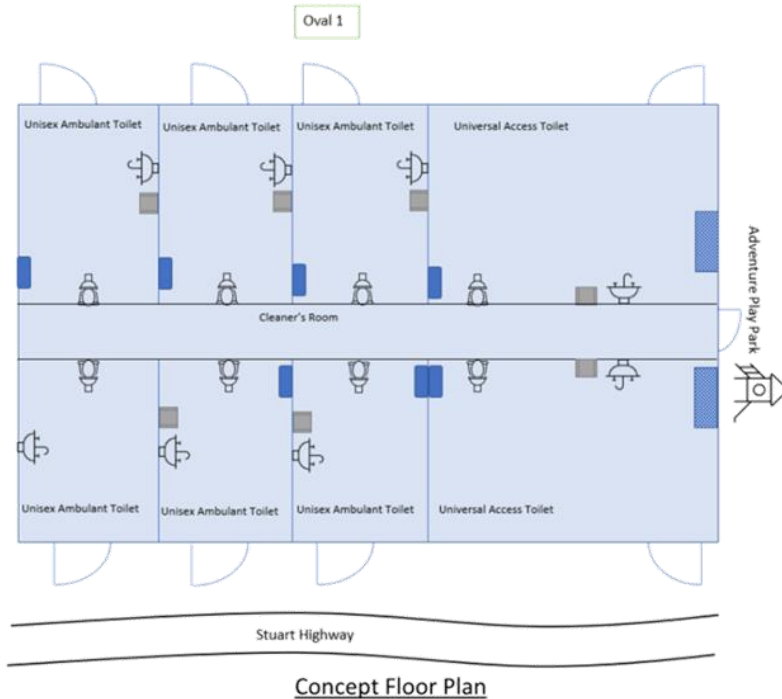 Oval 1
Unisex Ambulant Toilet
Unisex Ambulant Toilet
Unisex Ambulant Toilet
Universal Access Toilet
Adventure Play Park
Cleaner's Room
Unisex Ambulant Toilet
Unisex Ambulant Toilet
Unisex Ambulant Toilet
Universal Access Toilet
Stuart Highway
Concept Floor Plan